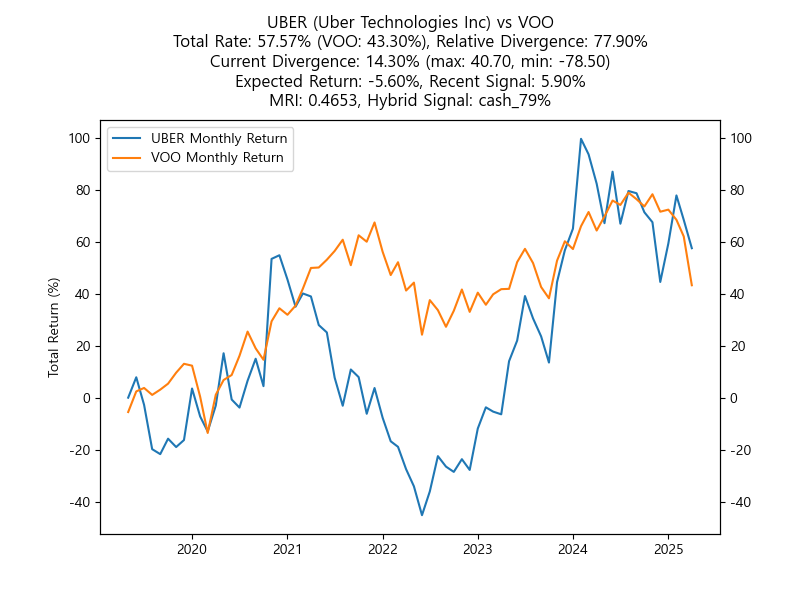 UBER (Uber Technologies Inc) vs VOO
Total Rate: 57.57% (VOO: 43.30%), Relative Divergence: 77.90%
Current Divergence: 14.30% (max: 40.70, min: -78.50)
Expected Return: -5.60%, Recent Signal: 5.90%
MRI: 0.4653, Hybrid Signal: cash_79%
UBER Monthly Return
VOO Monthly Return
Total Return (%)
100
80
60
40
20
0
-20
-40
100
80
60
40
20
0
-20
-40
2020 2021 2022 2023 2024 2025